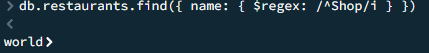 > db.restaurants.find({ name: { $regex: /^Shop/i } })
<
world>